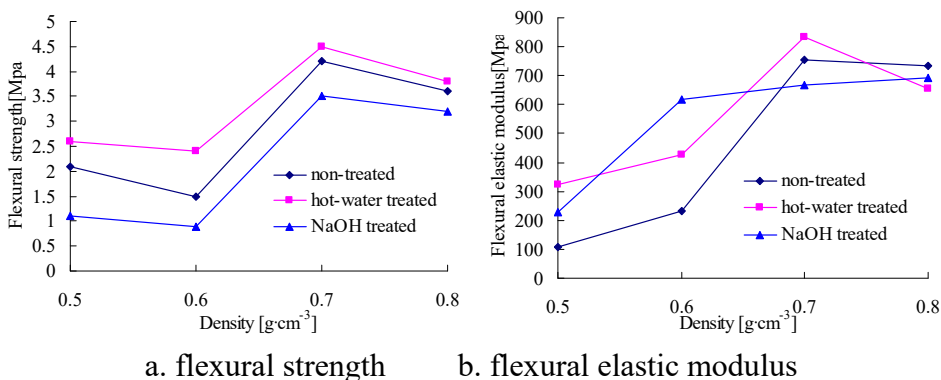 5
4.5
4
3.5
3
2.5
2
1.5
1
0.5
0
Flexural strength[Mpa
non-treated
hot-water treated
NaOH treated
0.5 0.6 0.7 0.8
Density [g·cm-3]
900
800
700
600
500
400
300
200
100
0
Flexural elastic modulus[Mpa
non-treated
hot-water treated
NaOH treated
0.5 0.6 0.7 0.8
Density [g·cm-3]
a. flexural strength b. flexural elastic modulus